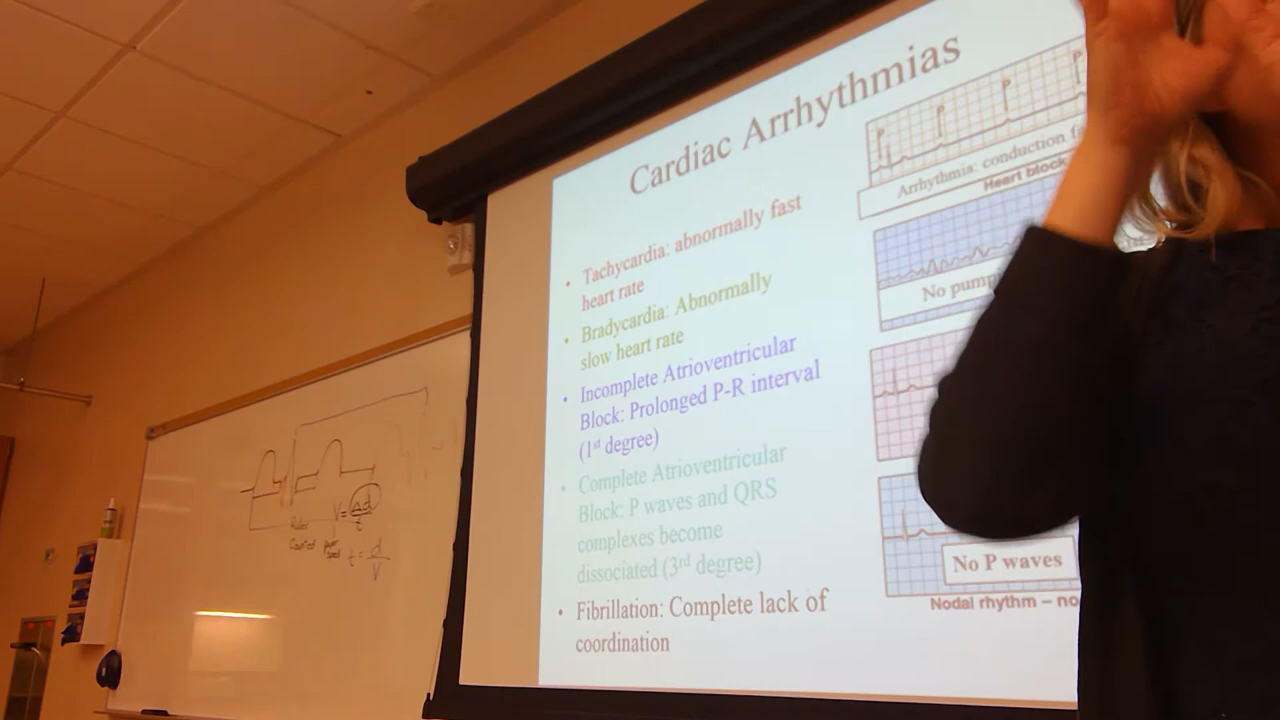 Cardiac Arrhythmias
• Tachycardia: abnormally fast
heart rate
• Bradycardia: Abnormally
slow heart rate
• Incomplete Atrioventricular
Block: Prolonged P-R interval
(1st degree)
• Complete Atrioventricular
Block: P waves and QRS
complexes become
dissociated (3rd degree)
• Fibrillation: Complete lack of
coordination
P P P P
Arrhythmia: conduction
Heart block
No pump
No P waves
Nodal rhythm – no
V = Δd
t
t = d
V